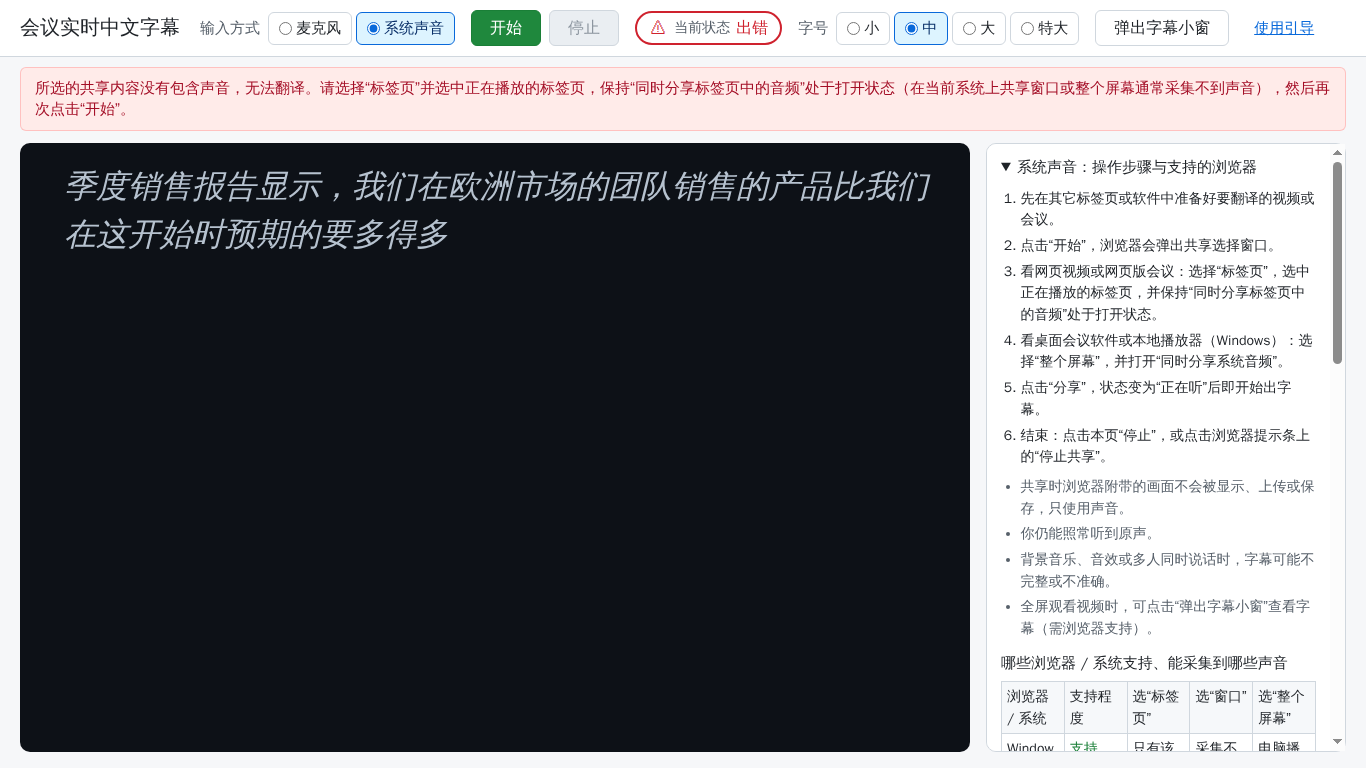 会议实时中文字幕
输入方式
麦克风
系统声音
开始
停止
当前状态 出错
字号
小
中
大
特大
弹出字幕小窗
使用引导
所选的共享内容没有包含声音，无法翻译。请选择“标签页”并选中正在播放的标签页，保持“同时分享标签页中的音频”处于打开状态（在当前系统上共享窗口或整个屏幕通常采集不到声音），然后再
次点击“开始”。
季度销售报告显示，我们在欧洲市场的团队销售的产品比我们
在这开始时预期的要多得多
▼ 系统声音：操作步骤与支持的浏览器
1. 先在其它标签页或软件中准备好要翻译的视频或
会议。
2. 点击“开始”，浏览器会弹出共享选择窗口。
3. 看网页视频或网页版会议：选择“标签页”，选中
正在播放的标签页，并保持“同时分享标签页中
的音频”处于打开状态。
4. 看桌面会议软件或本地播放器（Windows）：选
择“整个屏幕”，并打开“同时分享系统音频”。
5. 点击“分享”，状态变为“正在听”后即开始出字
幕。
6. 结束：点击本页“停止”，或点击浏览器提示条上
的“停止共享”。
• 共享时浏览器附带的画面不会被显示、上传或保
存，只使用声音。
• 你仍能照常听到原声。
• 背景音乐、音效或多人同时说话时，字幕可能不
完整或不准确。
• 全屏观看视频时，可点击“弹出字幕小窗”查看字
幕（需浏览器支持）。
哪些浏览器 / 系统支持、能采集到哪些声音
浏览器
/ 系统
支持程
度
选“标签
页”
选“窗口”
选“整个
屏幕”
Window
支持
只有该
采集不
电脑播